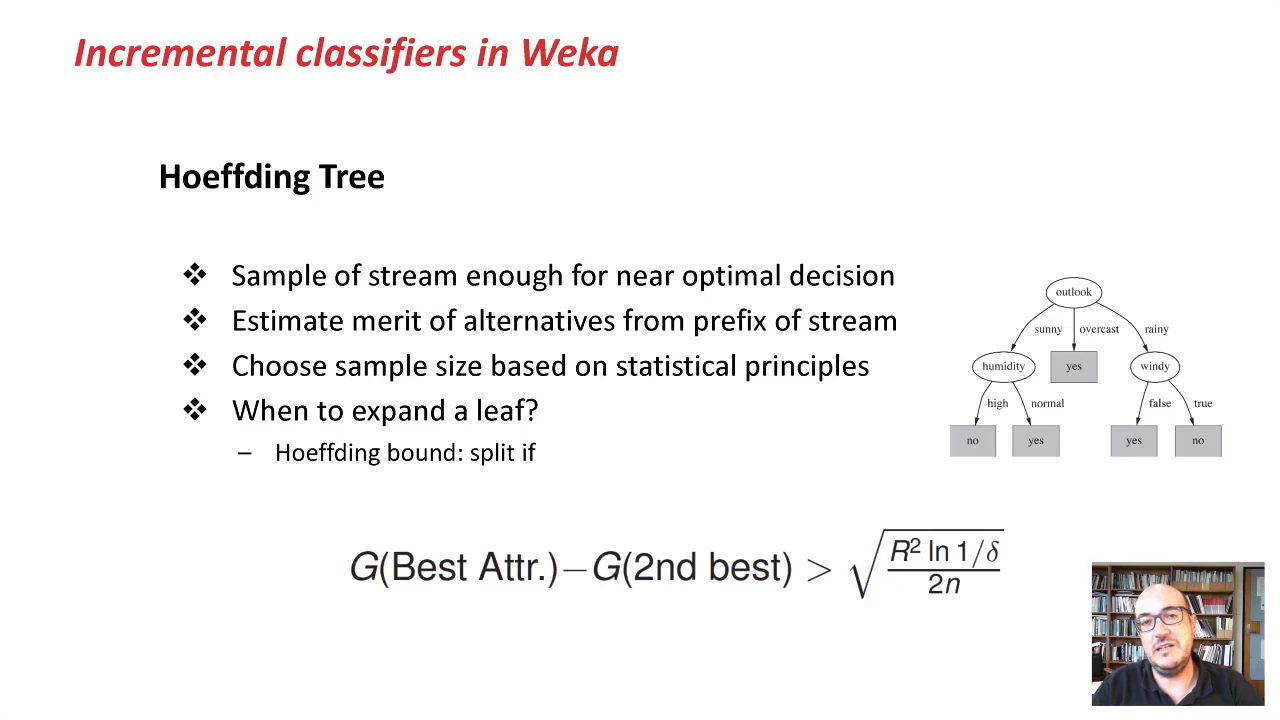 Incremental classifiers in Weka
Hoeffding Tree
❖ Sample of stream enough for near optimal decision
❖ Estimate merit of alternatives from prefix of stream
❖ Choose sample size based on statistical principles
❖ When to expand a leaf?
– Hoeffding bound: split if
outlook
sunny overcast rainy
humidity yes windy
high normal false true
no yes yes no
G(Best Attr.)−G(2nd best) > √(R² ln 1/δ / 2n)